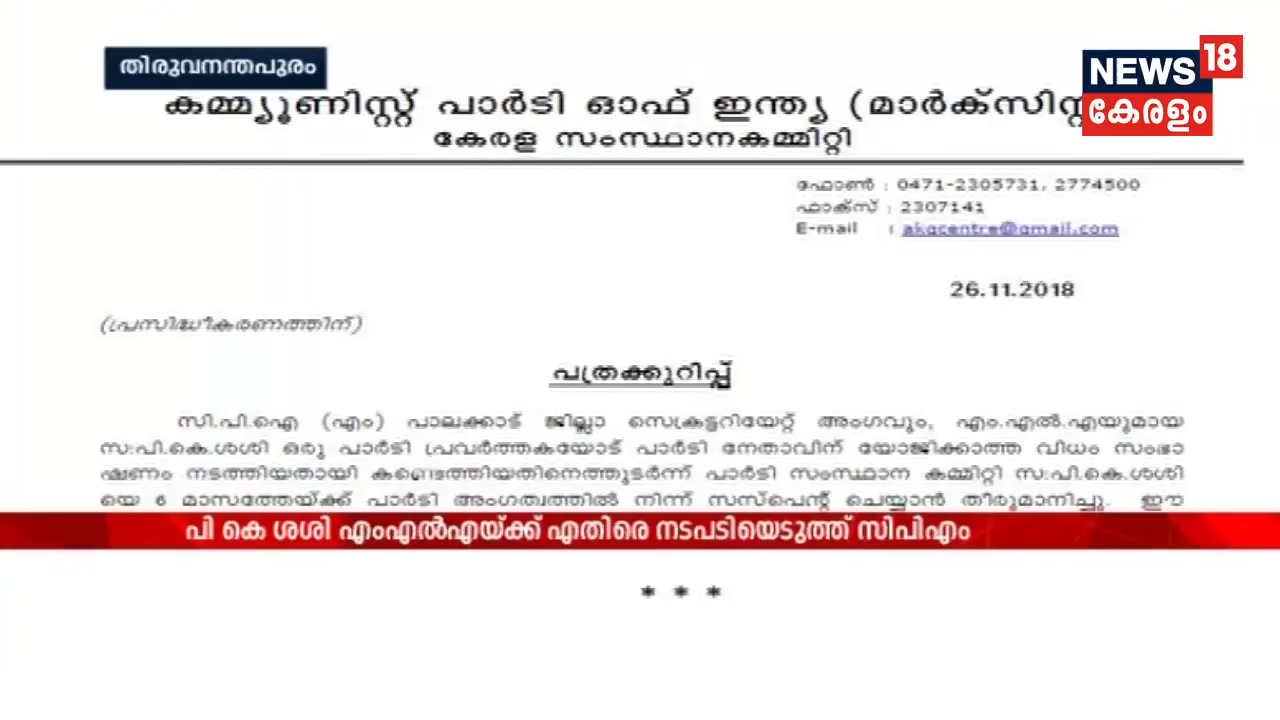 തിരുവനന്തപുരം
NEWS 18
കേരളം
കമ്മ്യൂണിസ്റ്റ് പാർടി ഓഫ് ഇന്ത്യ (മാർക്സിസ്റ്റ
കേരള സംസ്ഥാനകമ്മിറ്റി
ഫോൺ : 0471-2305731, 2774500
ഫാക്സ് : 2307141
E-mail : akgcentre@gmail.com
26.11.2018
(പ്രസിദ്ധീകരണത്തിന്)
പത്രക്കുറിപ്പ്
സി.പി.ഐ (എം) പാലക്കാട് ജില്ലാ സെക്രട്ടറിയേറ്റ് അംഗവും, എം.എൽ.എയുമായ
സ:പി.കെ.ശശി ഒരു പാർടി പ്രവർത്തകയോട് പാർടി നേതാവിന് യോജിക്കാത്ത വിധം സംഭാ
ഷണം നടത്തിയതായി കണ്ടെത്തിയതിനെത്തുടർന്ന് പാർടി സംസ്ഥാന കമ്മിറ്റി സ:പി.കെ.ശശി
യെ 6 മാസത്തേയ്ക്ക് പാർടി അംഗത്വത്തിൽ നിന്ന് സസ്പെന്റ് ചെയ്യാൻ തീരുമാനിച്ചു. ഈ
പി കെ ശശി എംഎൽഎയ്ക്ക് എതിരെ നടപടിയെടുത്ത് സിപിഎം
* * *